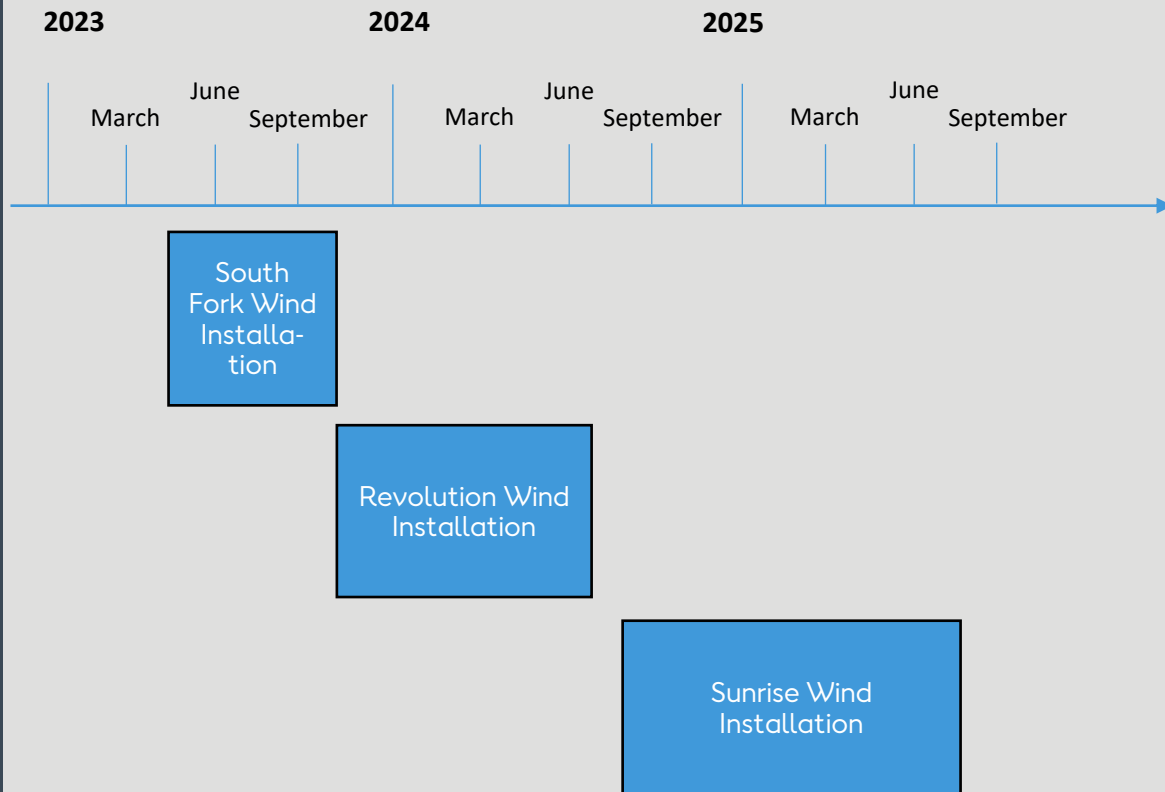 2023
2024
2025
March
June
September
March
June
September
March
June
September
South
Fork Wind
Installa-
tion
Revolution Wind
Installation
Sunrise Wind
Installation